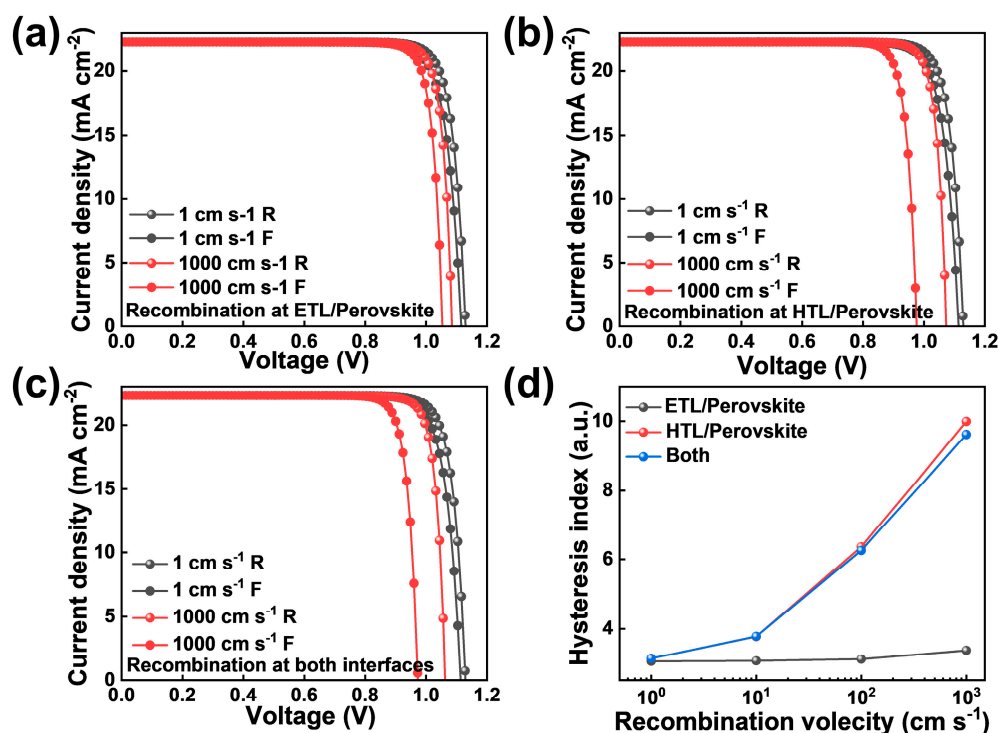 (a)
Current density (mA cm-2)
20
15
10
5
0
1 cm s-1 R
1 cm s-1 F
1000 cm s-1 R
1000 cm s-1 F
Recombination at ETL/Perovskite
0.0 0.2 0.4 0.6 0.8 1.0 1.2
Voltage (V)
(b)
Current density (mA cm-2)
20
15
10
5
0
1 cm s-1 R
1 cm s-1 F
1000 cm s-1 R
1000 cm s-1 F
Recombination at HTL/Perovskite
0.0 0.2 0.4 0.6 0.8 1.0 1.2
Voltage (V)
(c)
Current density (mA cm-2)
20
15
10
5
0
1 cm s-1 R
1 cm s-1 F
1000 cm s-1 R
1000 cm s-1 F
Recombination at both interfaces
0.0 0.2 0.4 0.6 0.8 1.0 1.2
Voltage (V)
(d)
Hysteresis index (a.u.)
10
8
6
4
ETL/Perovskite
HTL/Perovskite
Both
10^0 10^1 10^2 10^3
Recombination volecity (cm s-1)